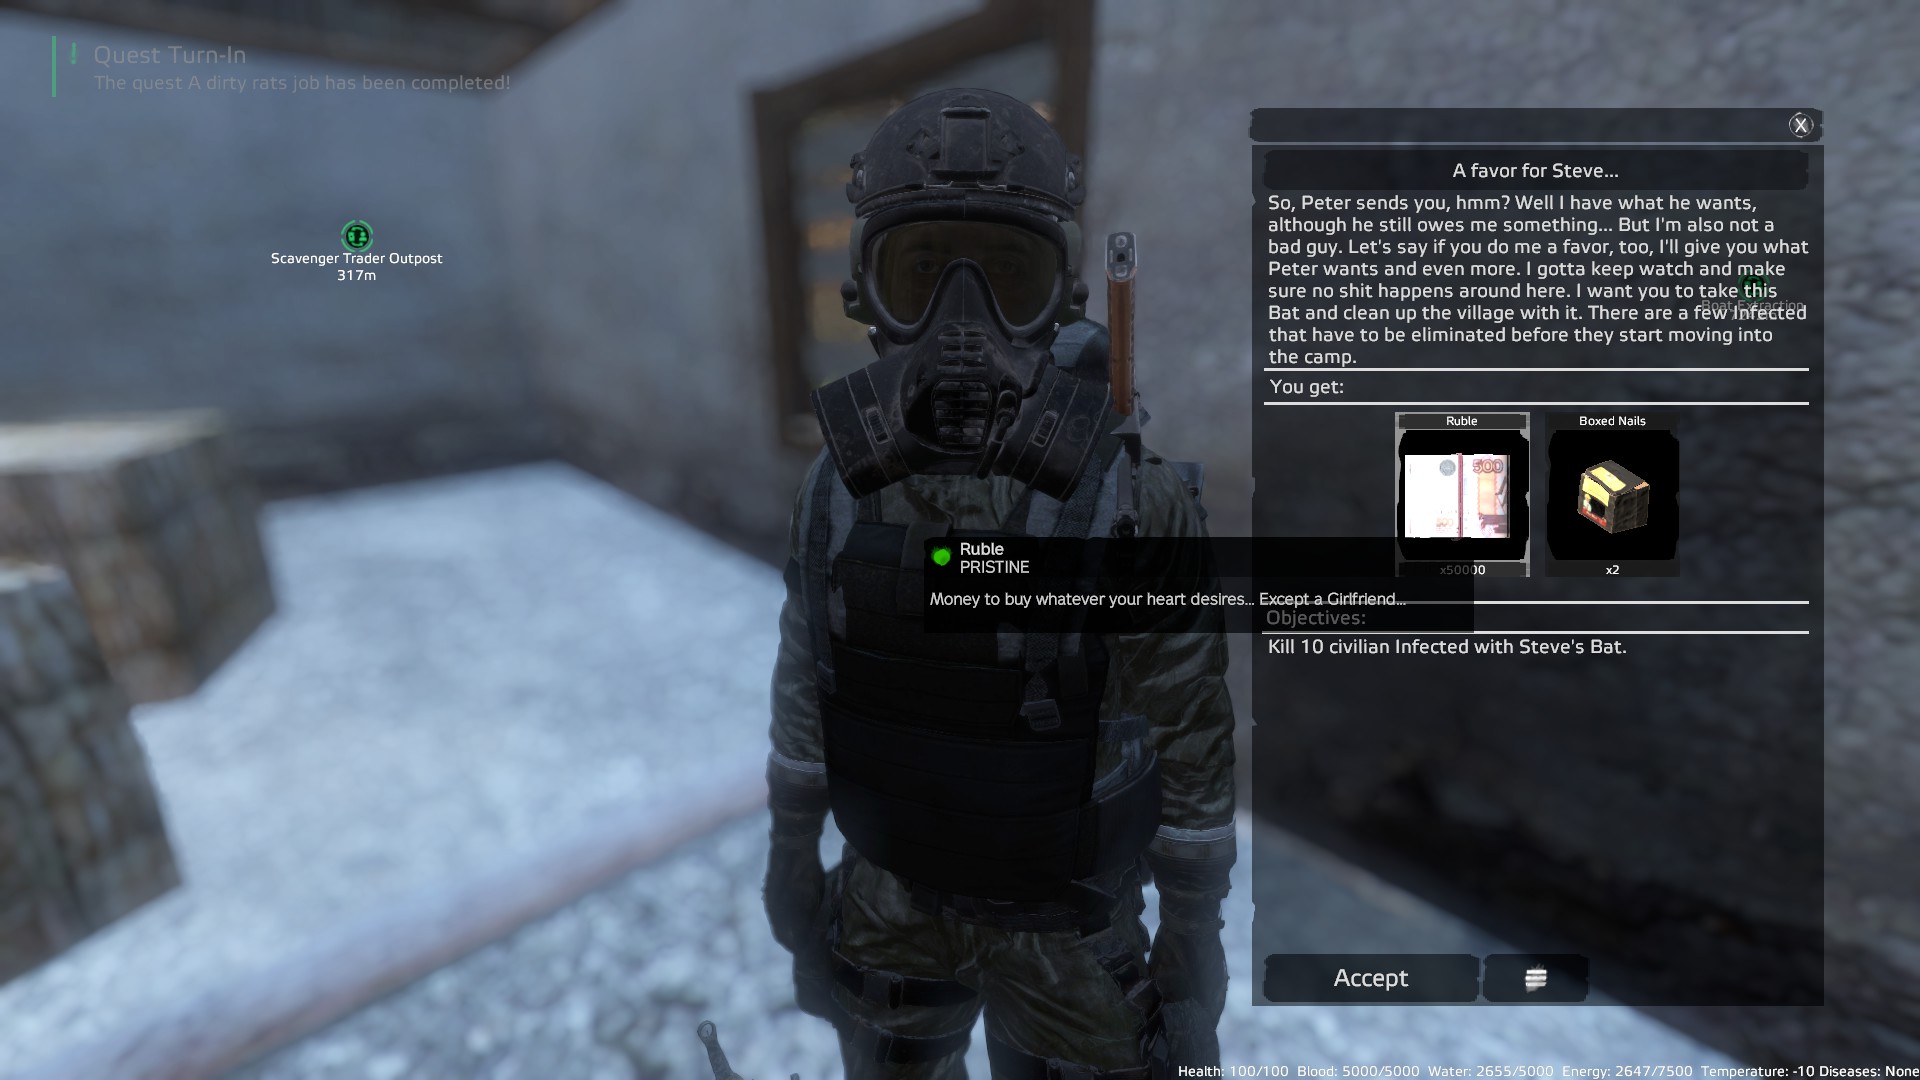 Quest Turn-In
The quest A dirty rats job has been completed!
Scavenger Trader Outpost
317m
X
A favor for Steve...
So, Peter sends you, hmm? Well I have what he wants,
although he still owes me something... But I'm also not a
bad guy. Let's say if you do me a favor, too, I'll give you what
Peter wants and even more. I gotta keep watch and make
sure no shit happens around here. I want you to take this
Bat and clean up the village with it. There are a few Infected
that have to be eliminated before they start moving into
the camp.
Boat Extraction
You get:
Ruble
500
x50000
Boxed Nails
x2
Ruble
PRISTINE
Money to buy whatever your heart desires... Except a Girlfriend...
Objectives:
Kill 10 civilian Infected with Steve's Bat.
Accept
Health: 100/100 Blood: 5000/5000 Water: 2655/5000 Energy: 2647/7500 Temperature: -10 Diseases: None